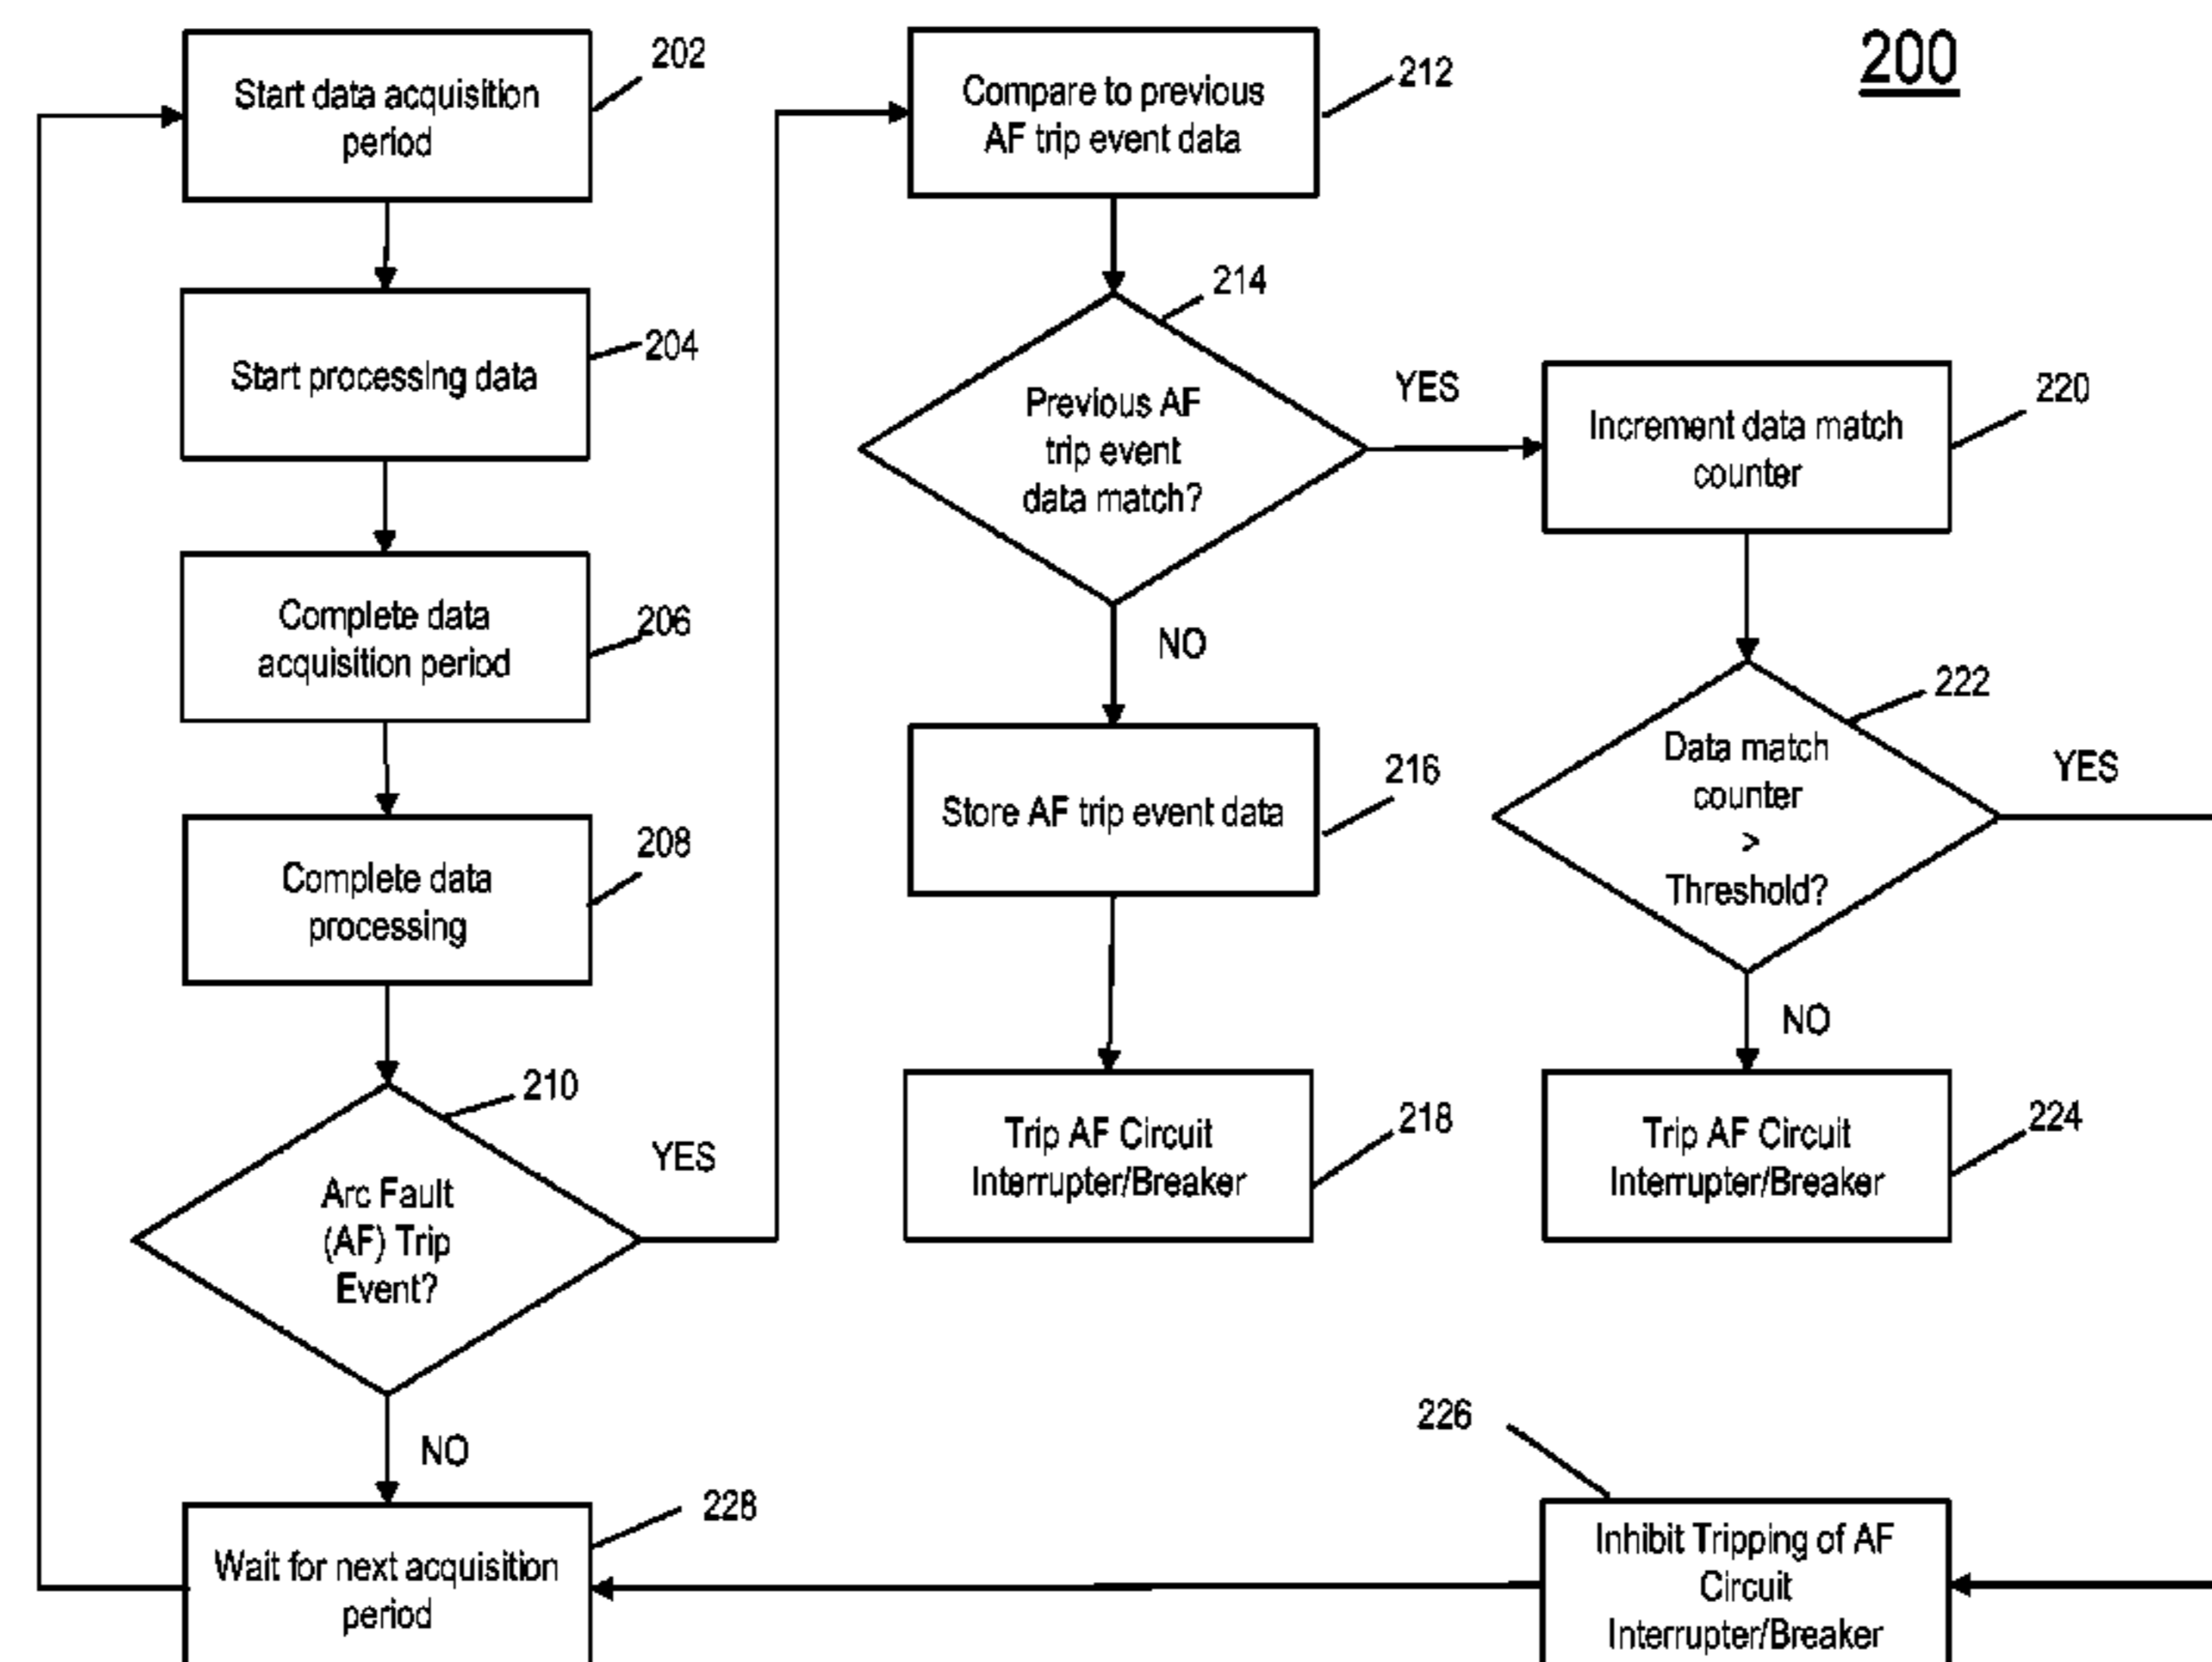 200
Start data acquisition
period
202
Start processing data
204
Complete data
acquisition period
206
Complete data
processing
208
Arc Fault
(AF) Trip
Event?
210
YES
NO
Wait for next acquisition
period
228
Compare to previous
AF trip event data
212
Previous AF
trip event
data match?
214
YES
NO
Store AF trip event data
216
Trip AF Circuit
Interrupter/Breaker
218
Increment data match
counter
220
Data match
counter
>
Threshold?
222
YES
NO
Trip AF Circuit
Interrupter/Breaker
224
Inhibit Tripping of AF
Circuit
Interrupter/Breaker
226